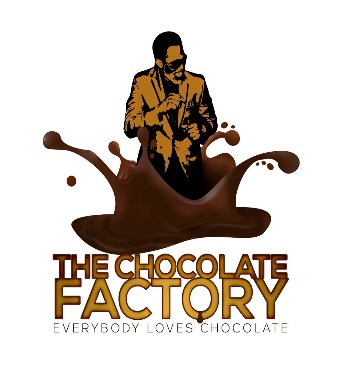 THE CHOCOLATE
FACTORY
EVERYBODY LOVES CHOCOLATE